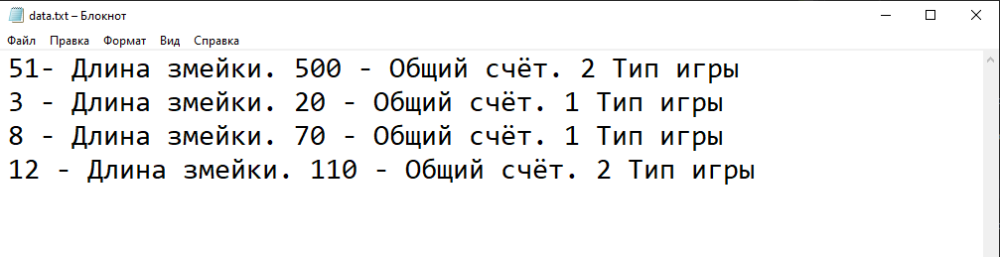 data.txt – Блокнот
Файл Правка Формат Вид Справка
51- Длина змейки. 500 - Общий счёт. 2 Тип игры
3 - Длина змейки. 20 - Общий счёт. 1 Тип игры
8 - Длина змейки. 70 - Общий счёт. 1 Тип игры
12 - Длина змейки. 110 - Общий счёт. 2 Тип игры